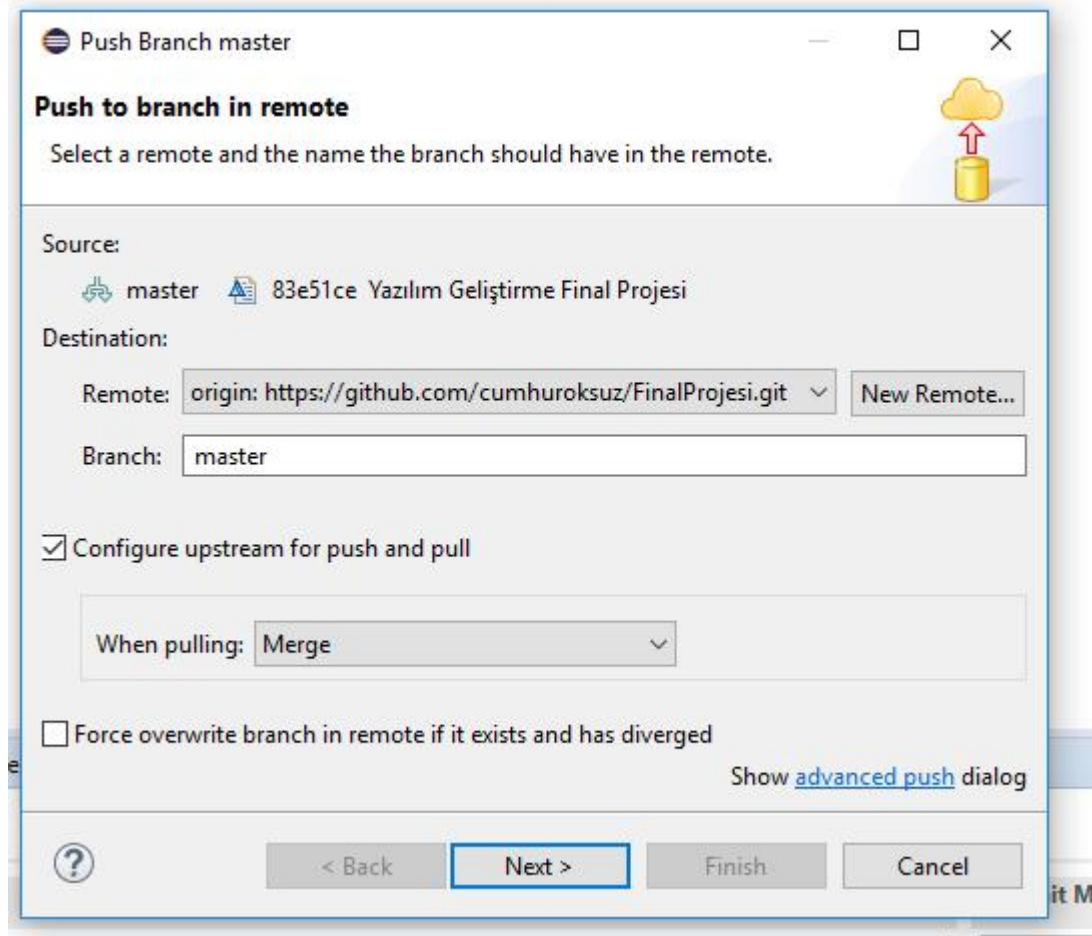 Push Branch master
Push to branch in remote
Select a remote and the name the branch should have in the remote.
Source:
master 83e51ce Yazılım Geliştirme Final Projesi
Destination:
Remote: origin: https://github.com/cumhuroksuz/FinalProjesi.git New Remote...
Branch: master
Configure upstream for push and pull
When pulling: Merge
Force overwrite branch in remote if it exists and has diverged
Show advanced push dialog
< Back Next > Finish Cancel